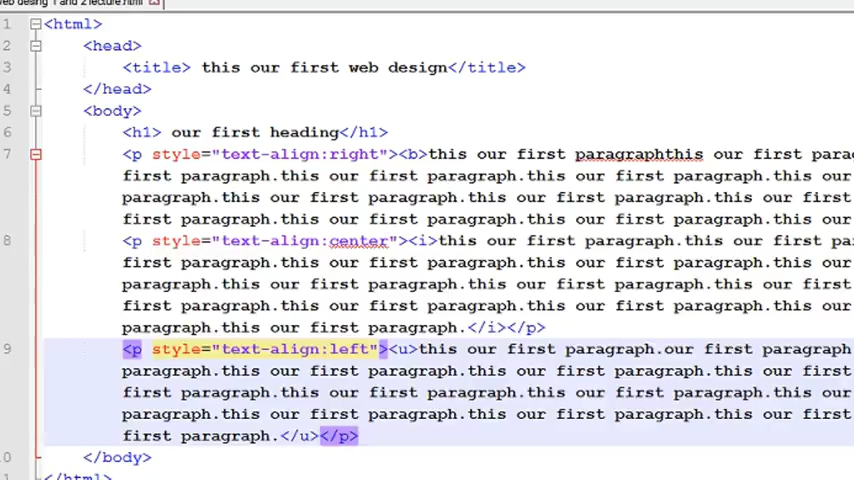 web desing 1 and 2 lecture.html
1 <html>
2 <head>
3 <title> this our first web design</title>
4 </head>
5 <body>
6 <h1> our first heading</h1>
7 <p style="text-align:right"><b>this our first paragraphthis our first
first paragraph.this our first paragraph.this our first paragraph.this our
paragraph.this our first paragraph.this our first paragraph.this our first
first paragraph.this our first paragraph.this our first paragraph.this our
8 <p style="text-align:center"><i>this our first paragraph.this our first
first paragraph.this our first paragraph.this our first paragraph.this our
paragraph.this our first paragraph.this our first paragraph.this our first
first paragraph.this our first paragraph.this our first paragraph.this our
paragraph.this our first paragraph.</i></p>
9 <p style="text-align:left"><u>this our first paragraph.our first paragraph
paragraph.this our first paragraph.this our first paragraph.this our first
first paragraph.this our first paragraph.this our first paragraph.this our
paragraph.this our first paragraph.this our first paragraph.this our first
first paragraph.</u></p>
</body>
</html>